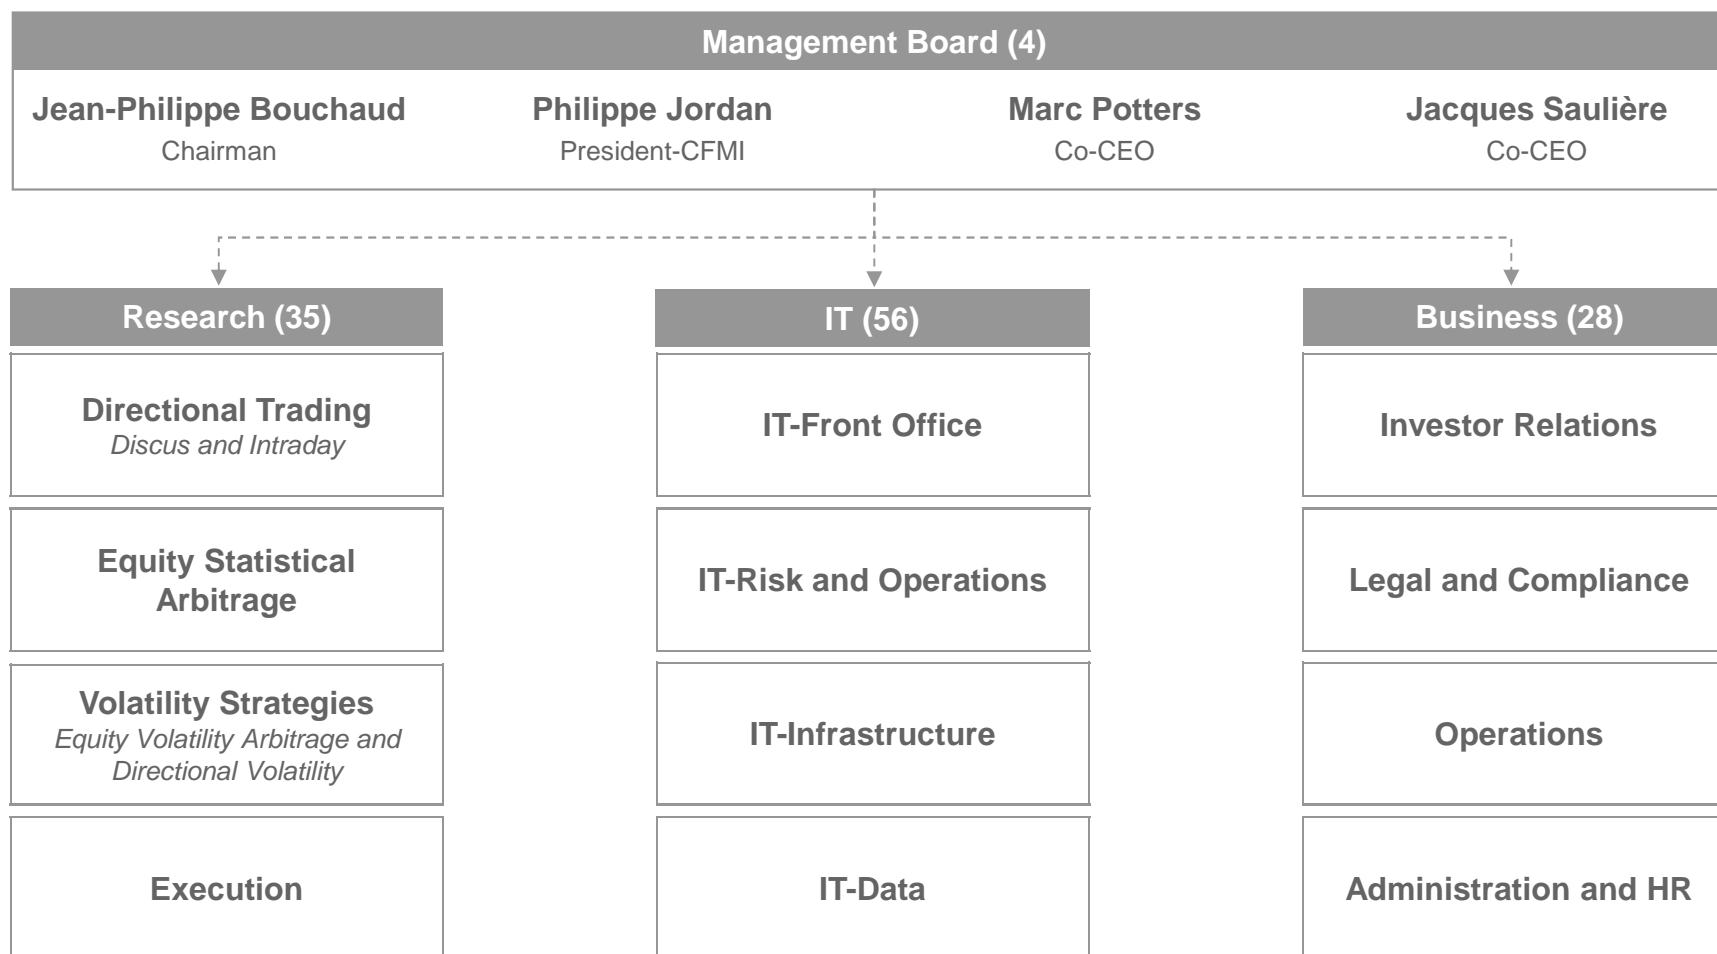 Management Board (4)
Jean-Philippe Bouchaud
Chairman
Philippe Jordan
President-CFMI
Marc Potters
Co-CEO
Jacques Saulière
Co-CEO
Research (35)
Directional Trading
Discus and Intraday
Equity Statistical
Arbitrage
Volatility Strategies
Equity Volatility Arbitrage and
Directional Volatility
Execution
IT (56)
IT-Front Office
IT-Risk and Operations
IT-Infrastructure
IT-Data
Business (28)
Investor Relations
Legal and Compliance
Operations
Administration and HR